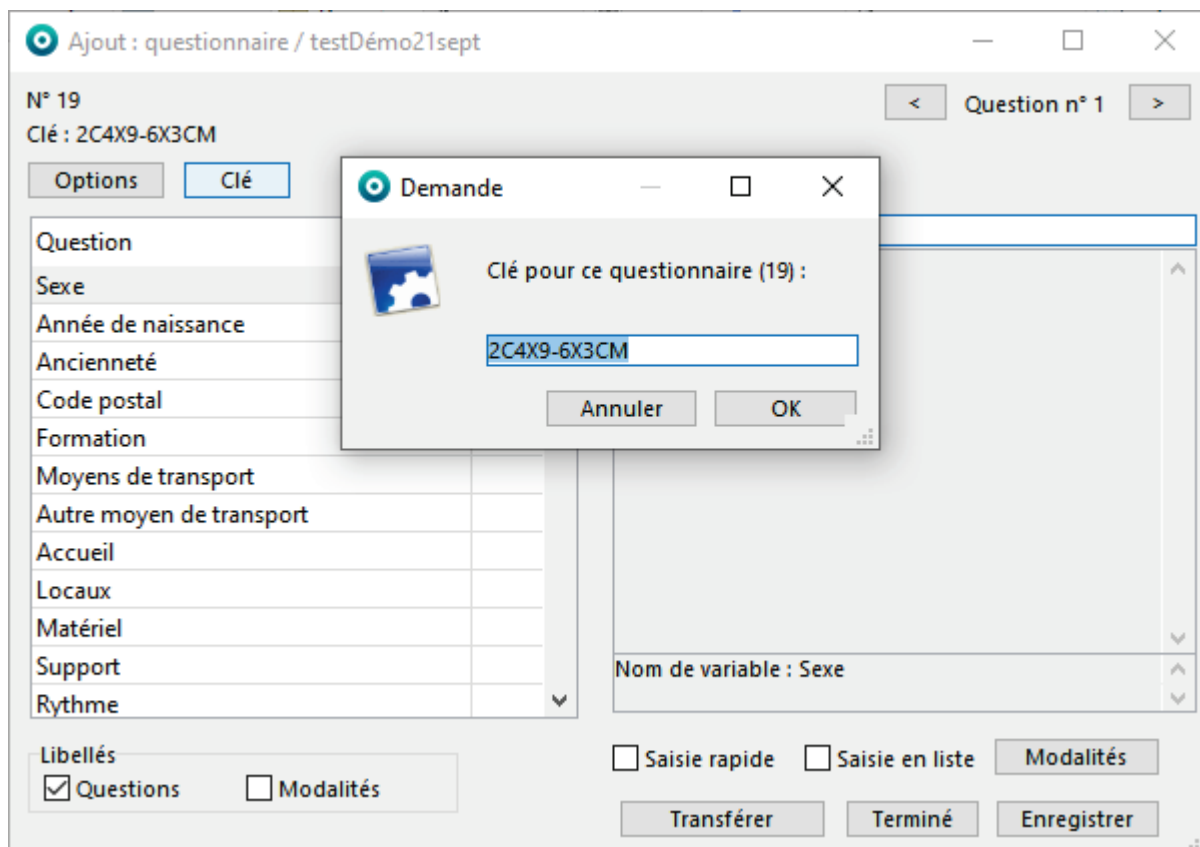 Ajout : questionnaire / testDémo21sept
N° 19
< Question n° 1 >
Clé : 2C4X9-6X3CM
Options Clé
Demande
Clé pour ce questionnaire (19) :
2C4X9-6X3CM
Annuler OK
Question
Sexe
Année de naissance
Ancienneté
Code postal
Formation
Moyens de transport
Autre moyen de transport
Accueil
Locaux
Matériel
Support
Rythme
Nom de variable : Sexe
Libellés
Questions Modalités
Saisie rapide Saisie en liste Modalités
Transférer Terminé Enregistrer